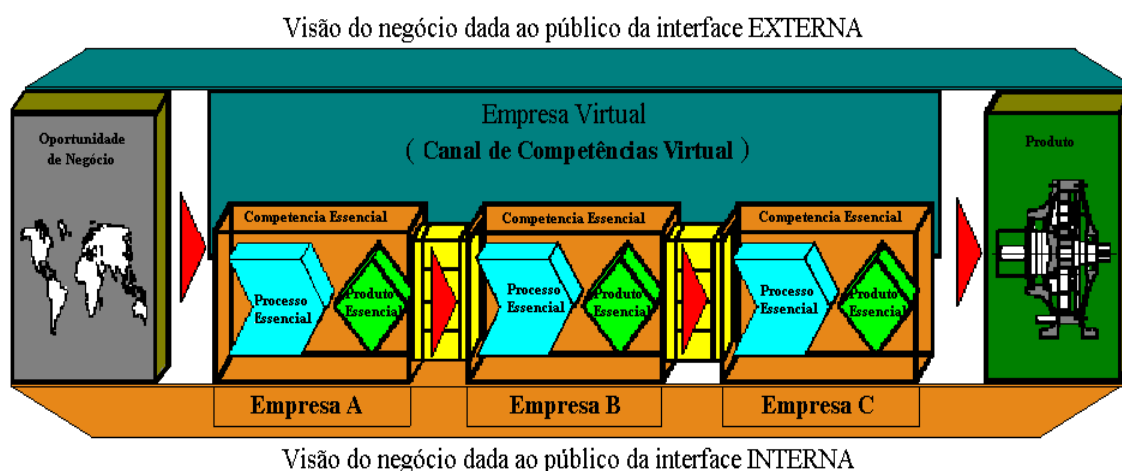 Visão do negócio dada ao público da interface EXTERNA
Empresa Virtual
( Canal de Competências Virtual )
Oportunidade
de Negócio
Produto
Competencia Essencial
Competencia Essencial
Competencia Essencial
Processo
Essencial
Produto
Essencial
Processo
Essencial
Produto
Essencial
Processo
Essencial
Produto
Essencial
Empresa A
Empresa B
Empresa C
Visão do negócio dada ao público da interface INTERNA